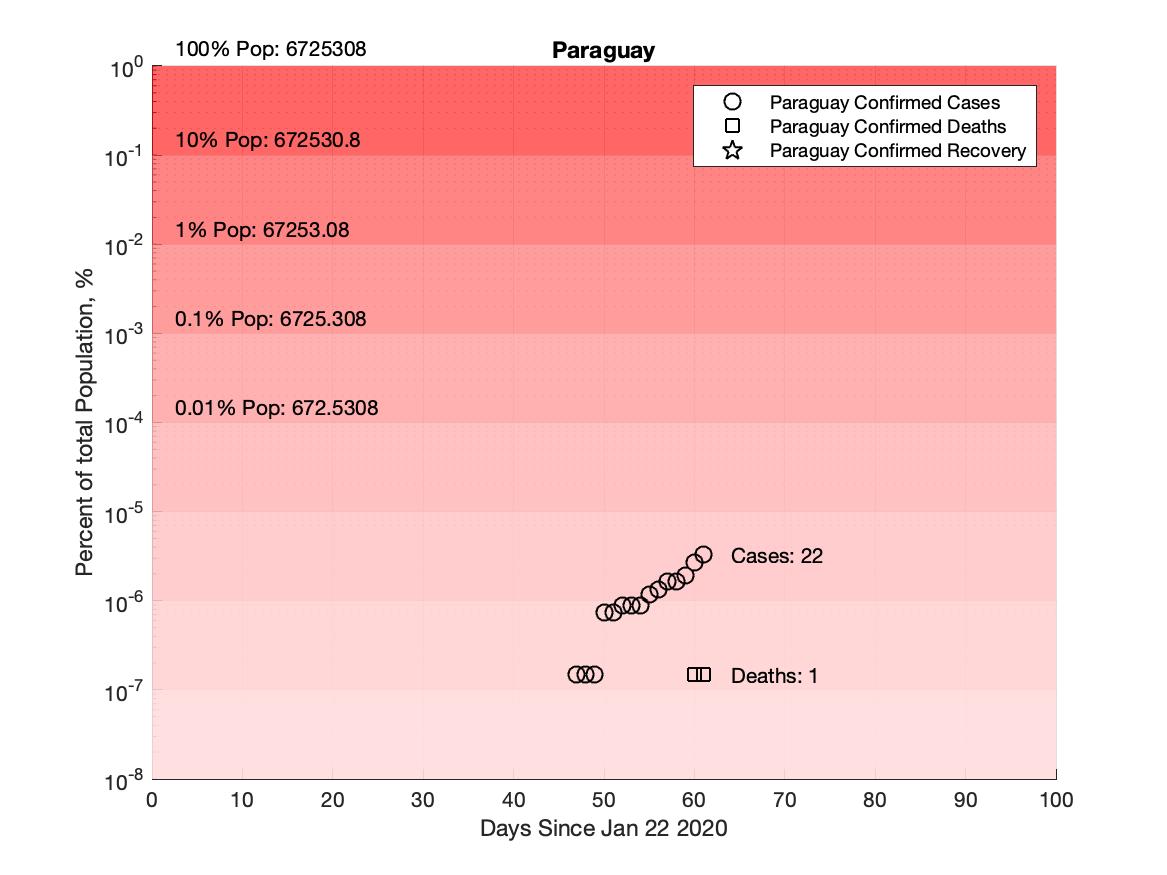 100% Pop: 6725308
Paraguay
Paraguay Confirmed Cases
Paraguay Confirmed Deaths
Paraguay Confirmed Recovery
10% Pop: 672530.8
1% Pop: 67253.08
0.1% Pop: 6725.308
0.01% Pop: 672.5308
Cases: 22
Deaths: 1
10^0
10^-1
10^-2
10^-3
10^-4
10^-5
10^-6
10^-7
10^-8
Percent of total Population, %
0 10 20 30 40 50 60 70 80 90 100
Days Since Jan 22 2020